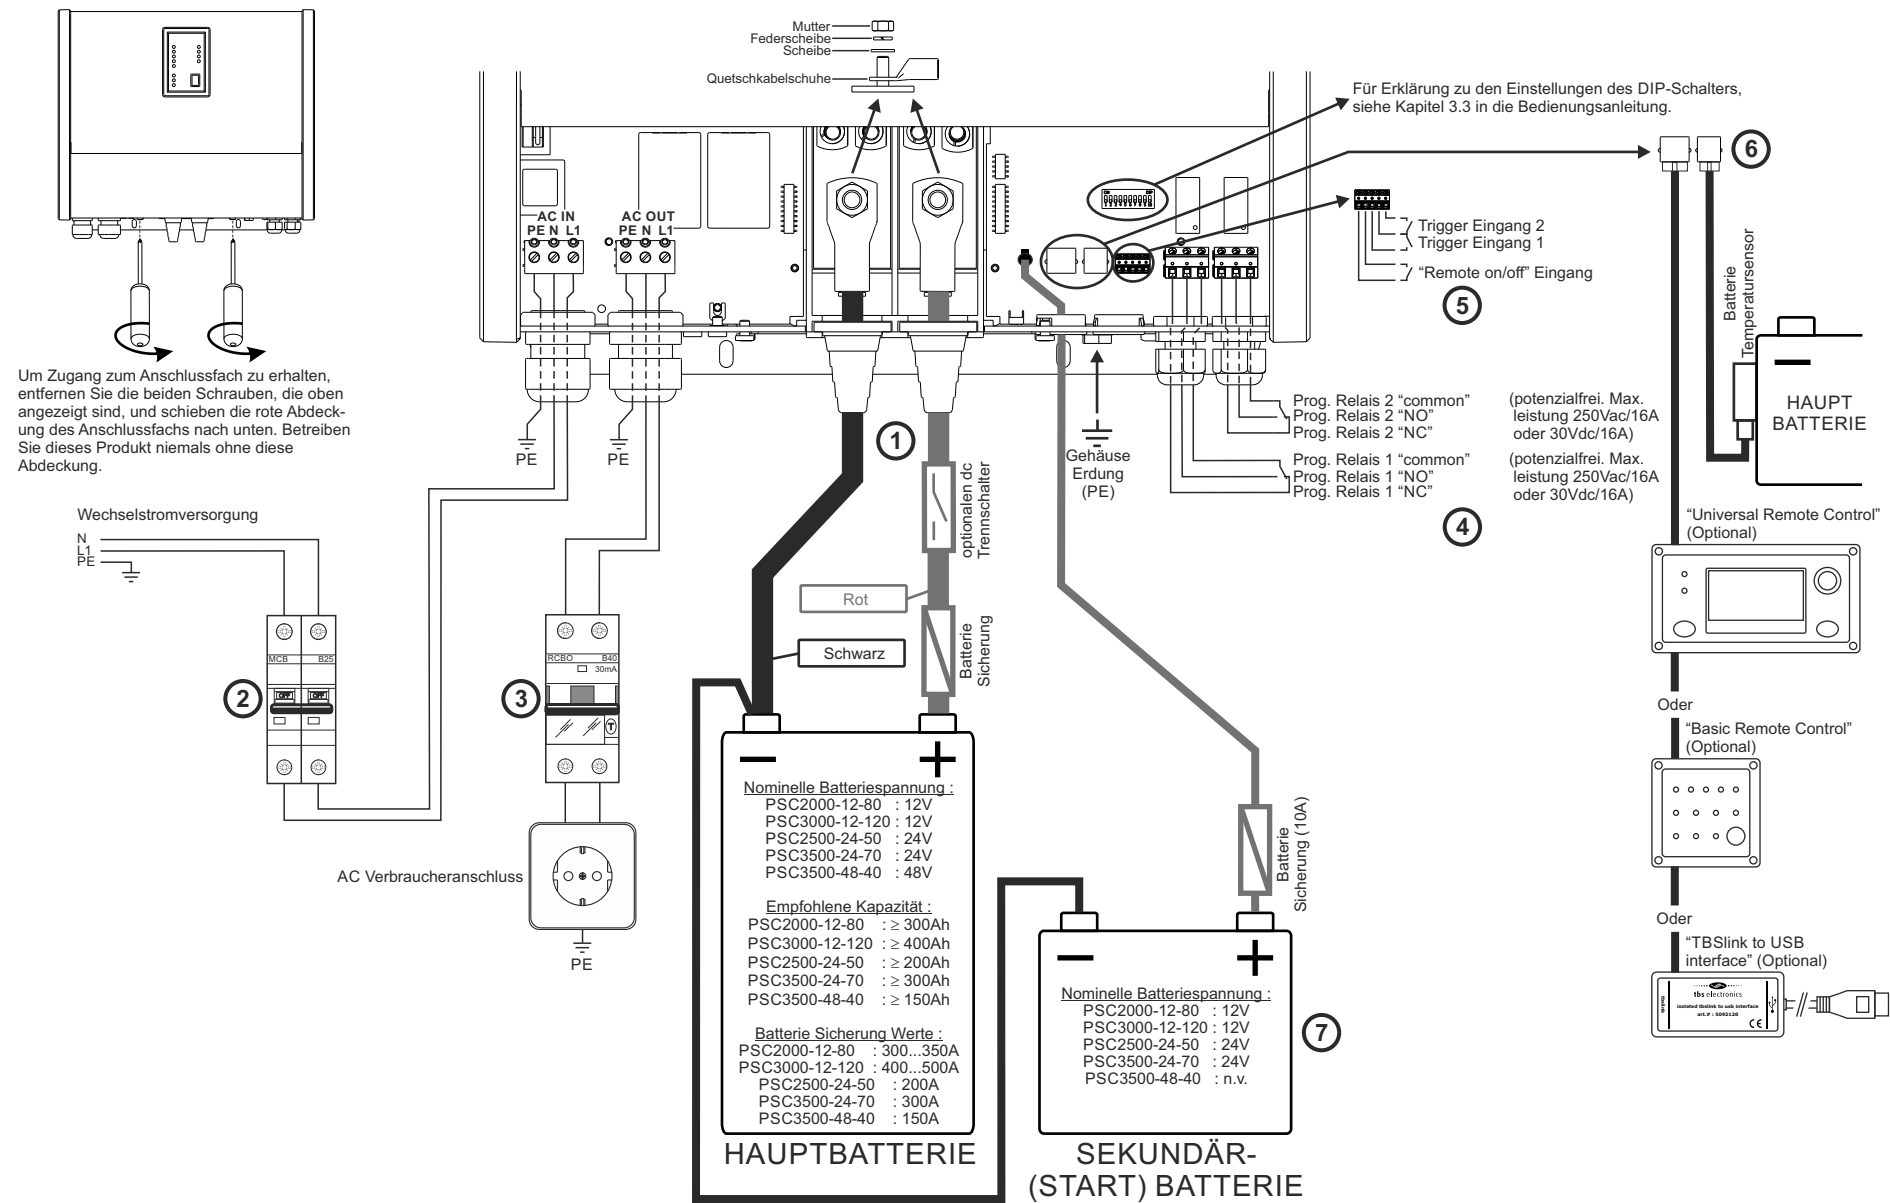 Mutter
Federscheibe
Scheibe
Quetschkabelschuhe
Für Erklärung zu den Einstellungen des DIP-Schalters,
siehe Kapitel 3.3 in die Bedienungsanleitung.
6
AC IN
PE N L1
AC OUT
PE N L1
Trigger Eingang 2
Trigger Eingang 1
"Remote on/off" Eingang
5
Batterie
Temperatursensor
HAUPT
BATTERIE
Um Zugang zum Anschlussfach zu erhalten,
entfernen Sie die beiden Schrauben, die oben
angezeigt sind, und schieben die rote Abdeck-
ung des Anschlussfachs nach unten. Betreiben
Sie dieses Produkt niemals ohne diese
Abdeckung.
PE
PE
1
Gehäuse
Erdung
(PE)
Prog. Relais 2 "common"
Prog. Relais 2 "NO"
Prog. Relais 2 "NC"
(potenzialfrei. Max.
leistung 250Vac/16A
oder 30Vdc/16A)
Prog. Relais 1 "common"
Prog. Relais 1 "NO"
Prog. Relais 1 "NC"
(potenzialfrei. Max.
leistung 250Vac/16A
oder 30Vdc/16A)
4
Wechselstromversorgung
N
L1
PE
optionalen dc
Trennschalter
Rot
Schwarz
Batterie
Sicherung
"Universal Remote Control"
(Optional)
Oder
"Basic Remote Control"
(Optional)
Oder
"TBSlink to USB
interface" (Optional)
tbslink
tbs electronics
isolated tbslink to usb interface
art.# : 5092120
CE
2
MCB B25
OFF OFF
3
RCBO B40
30mA
T
AC Verbraucheranschluss
PE
Nominelle Batteriespannung :
PSC2000-12-80 : 12V
PSC3000-12-120 : 12V
PSC2500-24-50 : 24V
PSC3500-24-70 : 24V
PSC3500-48-40 : 48V
Empfohlene Kapazität :
PSC2000-12-80 : ≥ 300Ah
PSC3000-12-120 : ≥ 400Ah
PSC2500-24-50 : ≥ 200Ah
PSC3500-24-70 : ≥ 300Ah
PSC3500-48-40 : ≥ 150Ah
Batterie Sicherung Werte :
PSC2000-12-80 : 300...350A
PSC3000-12-120 : 400...500A
PSC2500-24-50 : 200A
PSC3500-24-70 : 300A
PSC3500-48-40 : 150A
HAUPTBATTERIE
Batterie
Sicherung (10A)
Nominelle Batteriespannung :
PSC2000-12-80 : 12V
PSC3000-12-120 : 12V
PSC2500-24-50 : 24V
PSC3500-24-70 : 24V
PSC3500-48-40 : n.v.
7
SEKUNDÄR-
(START) BATTERIE